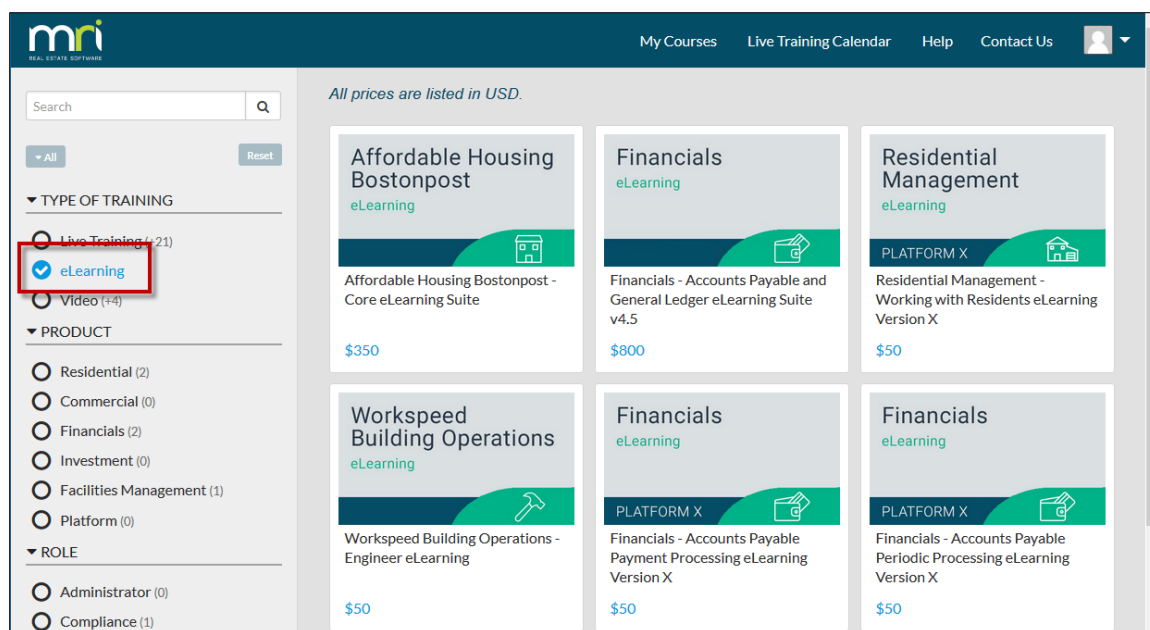 mri
REAL ESTATE SOFTWARE
My Courses Live Training Calendar Help Contact Us
Search
All
Reset
TYPE OF TRAINING
Live Training (+21)
eLearning
Video (+4)
PRODUCT
Residential (2)
Commercial (0)
Financials (2)
Investment (0)
Facilities Management (1)
Platform (0)
ROLE
Administrator (0)
Compliance (1)
All prices are listed in USD.
Affordable Housing
Bostonpost
eLearning
Affordable Housing Bostonpost -
Core eLearning Suite
$350
Financials
eLearning
Financials - Accounts Payable and
General Ledger eLearning Suite
v4.5
$800
Residential
Management
eLearning
PLATFORM X
Residential Management -
Working with Residents eLearning
Version X
$50
Workspeed
Building Operations
eLearning
Workspeed Building Operations -
Engineer eLearning
$50
Financials
eLearning
PLATFORM X
Financials - Accounts Payable
Payment Processing eLearning
Version X
$50
Financials
eLearning
PLATFORM X
Financials - Accounts Payable
Periodic Processing eLearning
Version X
$50